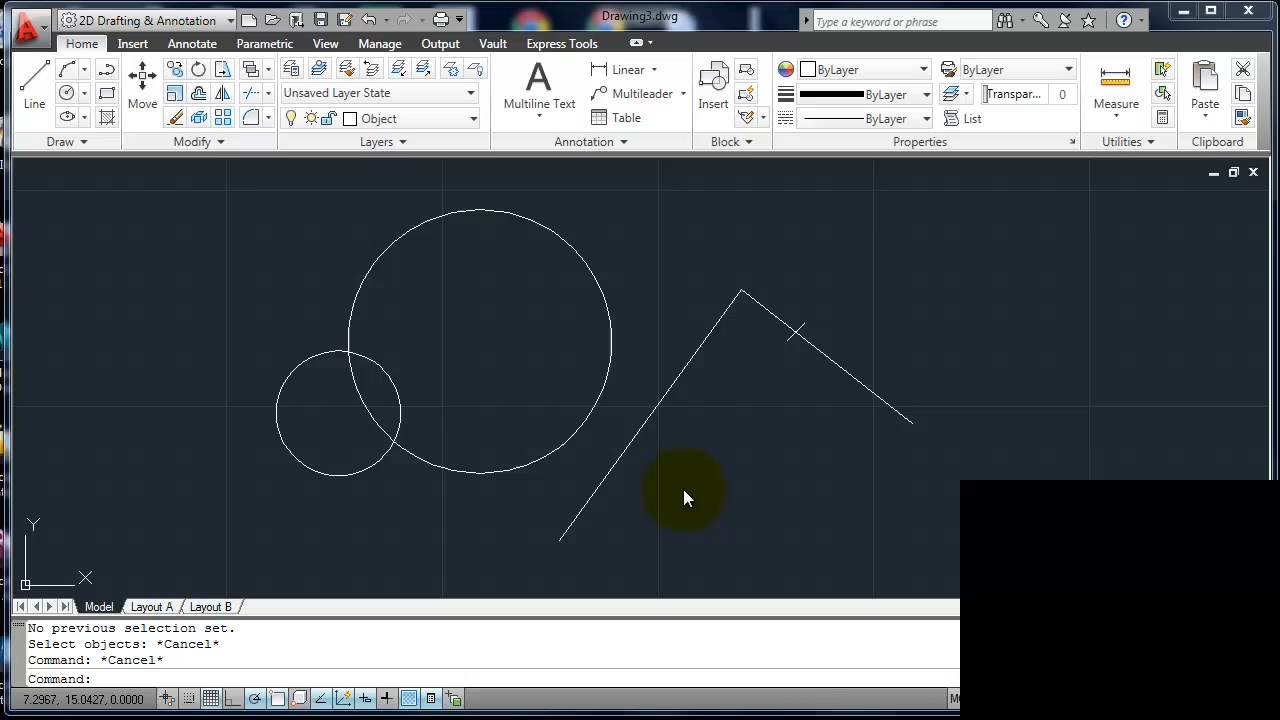 2D Drafting & Annotation
Drawing3.dwg
Type a keyword or phrase
Home Insert Annotate Parametric View Manage Output Vault Express Tools
Line
Move
Unsaved Layer State
Object
Multiline Text
Linear
Multileader
Table
Insert
ByLayer
ByLayer
ByLayer
ByLayer
Transpar... 0
List
Measure
Paste
Draw Modify Layers Annotation Block Properties Utilities Clipboard
Y
X
Model Layout A Layout B
No previous selection set.
Select objects: *Cancel*
Command: *Cancel*
Command:
7.2967, 15.0427, 0.0000